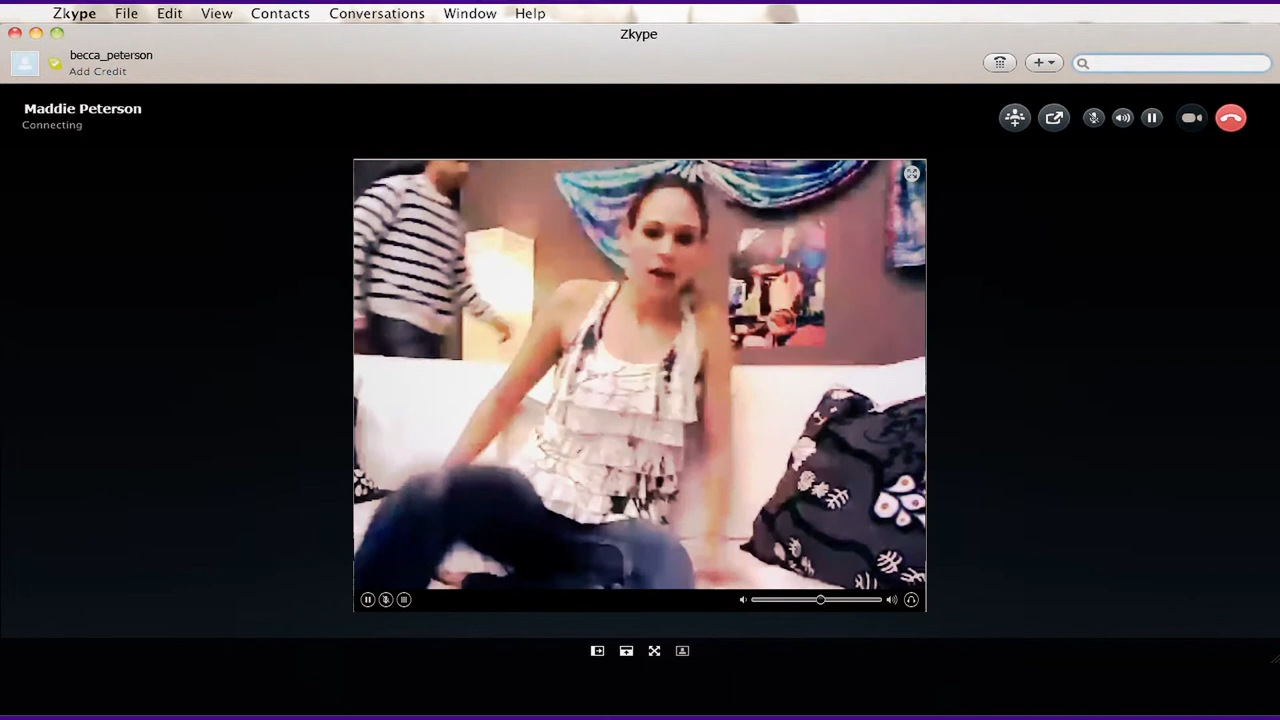 Zkype File Edit View Contacts Conversations Window Help
Zkype
becca_peterson
Add Credit
Maddie Peterson
Connecting